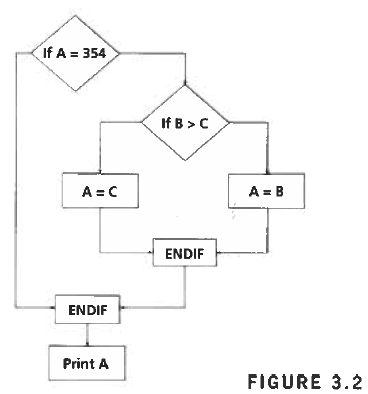 If A = 354
If B > C
A = C
A = B
ENDIF
ENDIF
Print A
FIGURE 3.2